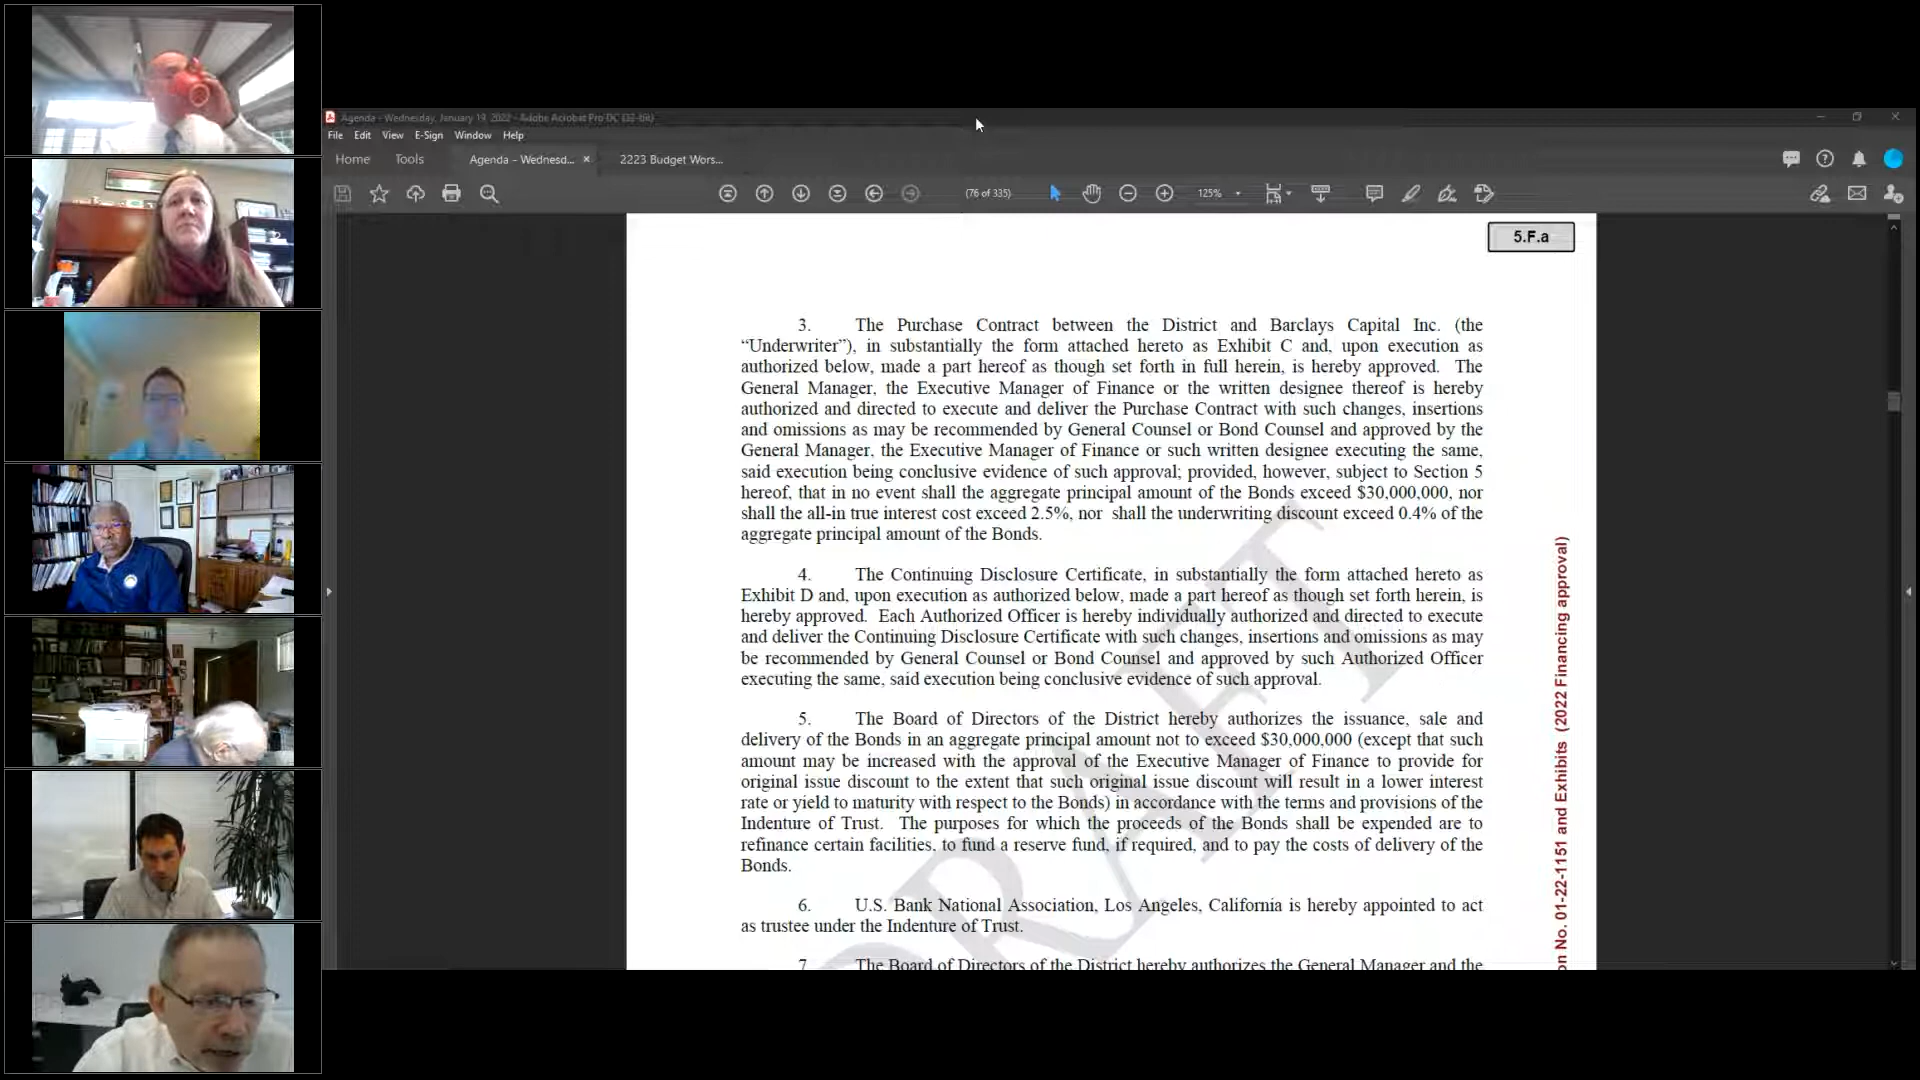 Agenda - Wednesday, January 19, 2022 - Adobe Acrobat Pro DC (32-bit)
File Edit View E-Sign Window Help
Home Tools Agenda - Wednesd... × 2223 Budget Wors...
(76 of 335) 125%
5.F.a
3. The Purchase Contract between the District and Barclays Capital Inc. (the
“Underwriter”), in substantially the form attached hereto as Exhibit C and, upon execution as
authorized below, made a part hereof as though set forth in full herein, is hereby approved. The
General Manager, the Executive Manager of Finance or the written designee thereof is hereby
authorized and directed to execute and deliver the Purchase Contract with such changes, insertions
and omissions as may be recommended by General Counsel or Bond Counsel and approved by the
General Manager, the Executive Manager of Finance or such written designee executing the same,
said execution being conclusive evidence of such approval; provided, however, subject to Section 5
hereof, that in no event shall the aggregate principal amount of the Bonds exceed $30,000,000, nor
shall the all-in true interest cost exceed 2.5%, nor shall the underwriting discount exceed 0.4% of the
aggregate principal amount of the Bonds.
4. The Continuing Disclosure Certificate, in substantially the form attached hereto as
Exhibit D and, upon execution as authorized below, made a part hereof as though set forth herein, is
hereby approved. Each Authorized Officer is hereby individually authorized and directed to execute
and deliver the Continuing Disclosure Certificate with such changes, insertions and omissions as may
be recommended by General Counsel or Bond Counsel and approved by such Authorized Officer
executing the same, said execution being conclusive evidence of such approval.
5. The Board of Directors of the District hereby authorizes the issuance, sale and
delivery of the Bonds in an aggregate principal amount not to exceed $30,000,000 (except that such
amount may be increased with the approval of the Executive Manager of Finance to provide for
original issue discount to the extent that such original issue discount will result in a lower interest
rate or yield to maturity with respect to the Bonds) in accordance with the terms and provisions of the
Indenture of Trust. The purposes for which the proceeds of the Bonds shall be expended are to
refinance certain facilities, to fund a reserve fund, if required, and to pay the costs of delivery of the
Bonds.
6. U.S. Bank National Association, Los Angeles, California is hereby appointed to act
as trustee under the Indenture of Trust.
7 The Board of Directors of the District hereby authorizes the General Manager and the
DRAFT
on No. 01-22-1151 and Exhibits (2022 Financing approval)